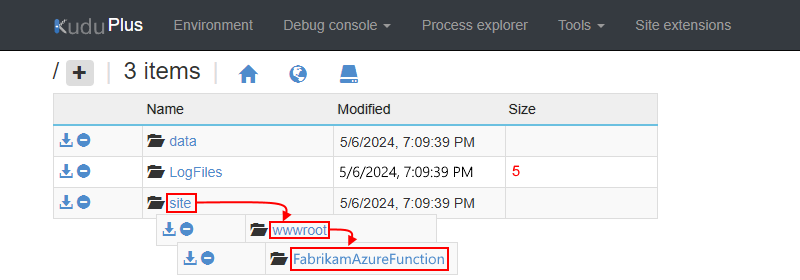 Kudu Plus Environment Debug console Process explorer Tools Site extensions
/ + | 3 items |
Name Modified Size
data 5/6/2024, 7:09:39 PM
LogFiles 5/6/2024, 7:09:39 PM 5
site 5/6/2024, 7:09:39 PM
wwwroot
FabrikamAzureFunction